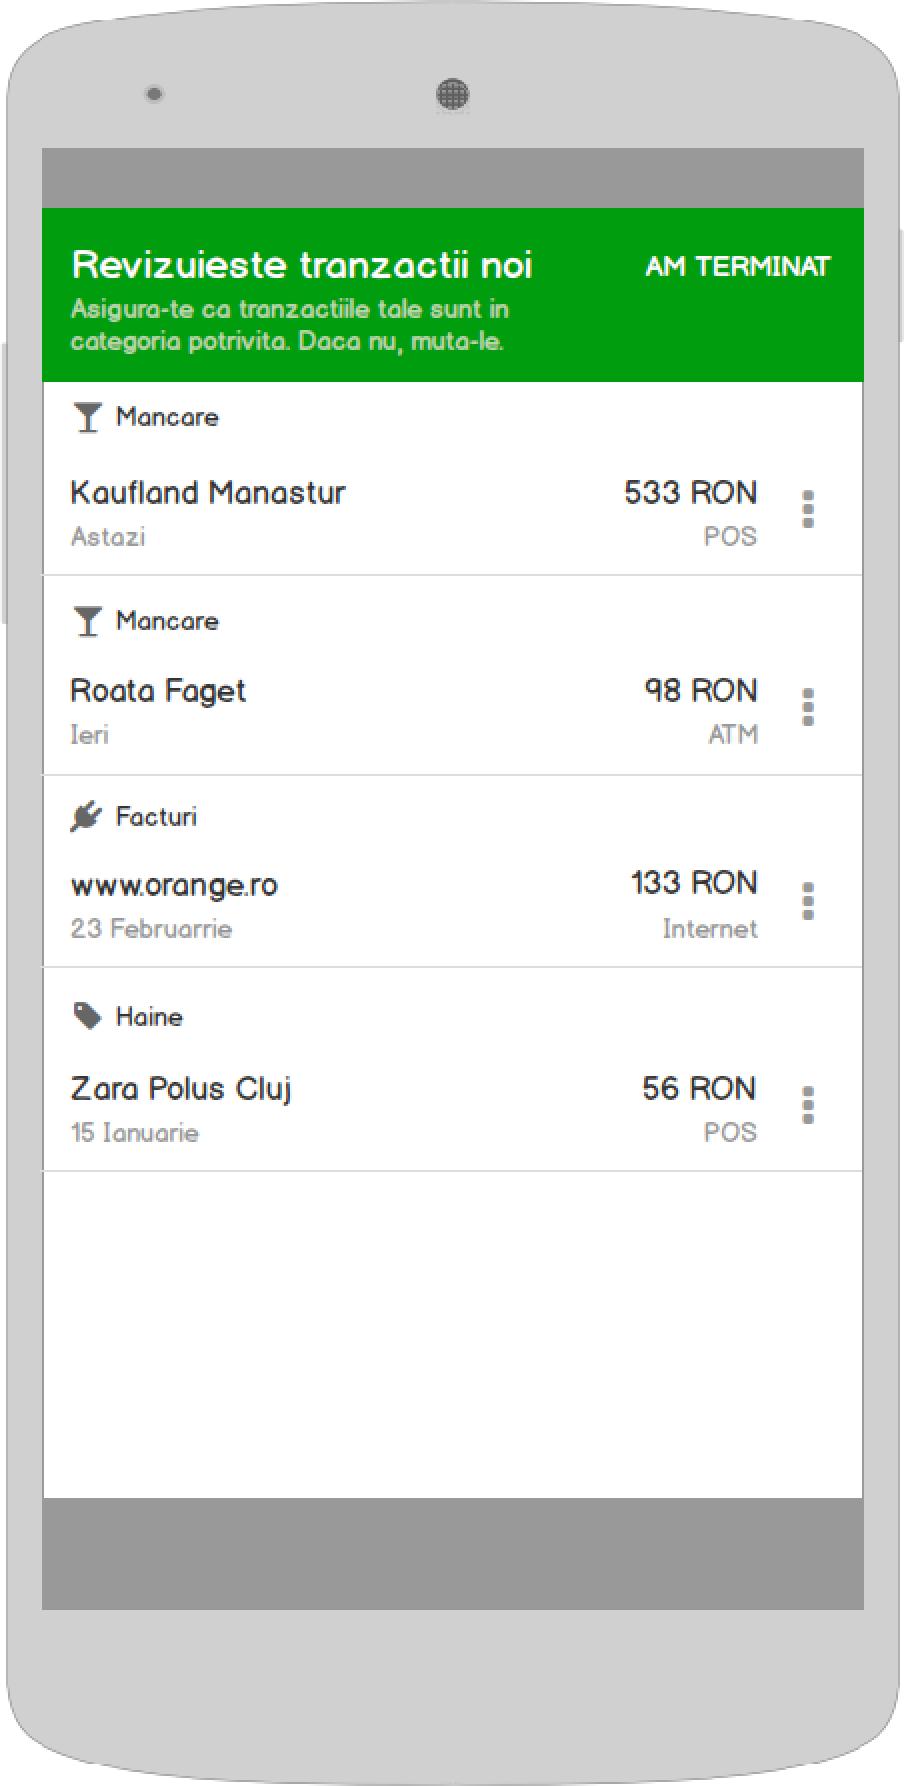 Revizuieste tranzactii noi
AM TERMINAT
Asigura-te ca tranzactiile tale sunt in
categoria potrivita. Daca nu, muta-le.
Mancare
Kaufland Manastur
533 RON
Astazi
POS
Mancare
Roata Faget
98 RON
Ieri
ATM
Facturi
www.orange.ro
133 RON
23 Februarrie
Internet
Haine
Zara Polus Cluj
56 RON
15 Ianuarie
POS